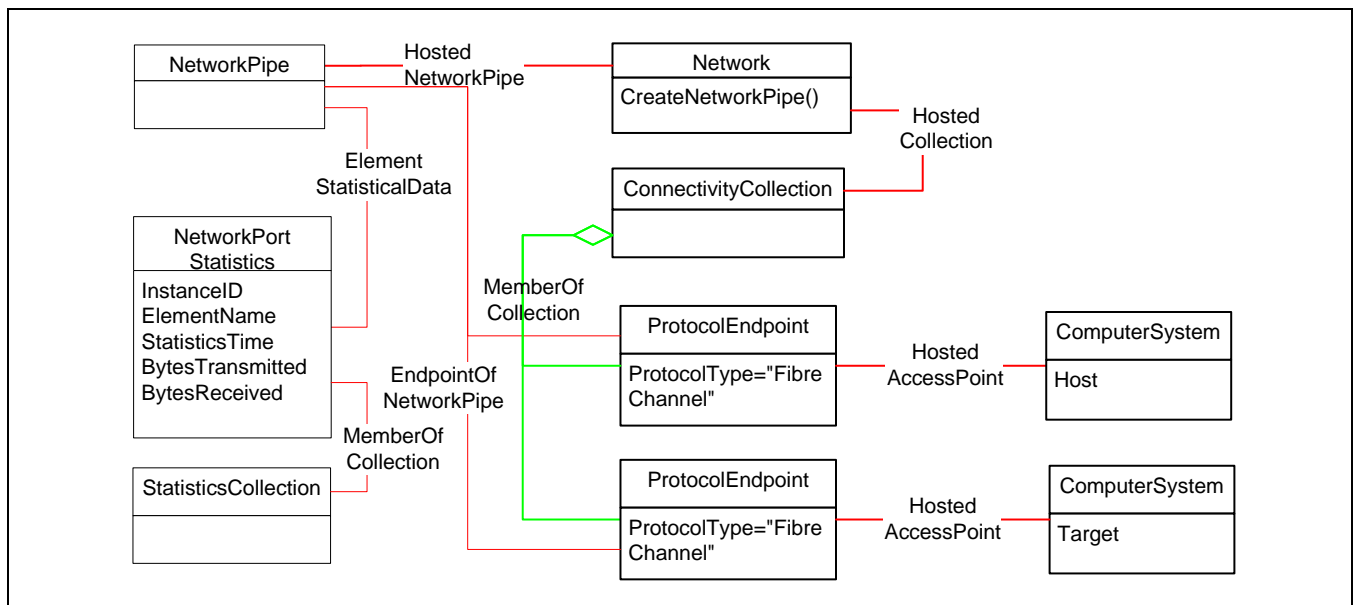 NetworkPipe
Hosted
NetworkPipe
Network
CreateNetworkPipe()
Hosted
Collection
Element
StatisticalData
ConnectivityCollection
NetworkPort
Statistics
InstanceID
ElementName
StatisticsTime
BytesTransmitted
BytesReceived
MemberOf
Collection
ProtocolEndpoint
ProtocolType="Fibre
Channel"
Hosted
AccessPoint
ComputerSystem
Host
EndpointOf
NetworkPipe
MemberOf
Collection
StatisticsCollection
ProtocolEndpoint
ProtocolType="Fibre
Channel"
Hosted
AccessPoint
ComputerSystem
Target